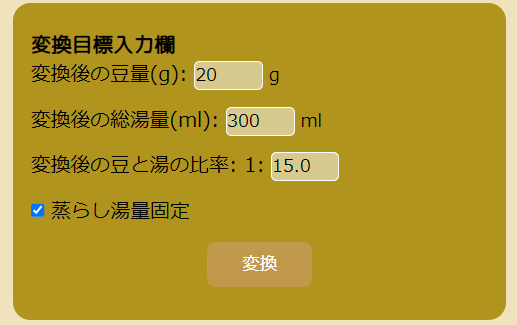 変換目標入力欄
変換後の豆量(g): 20 g
変換後の総湯量(ml): 300 ml
変換後の豆と湯の比率: 1: 15.0
蒸らし湯量固定
変換